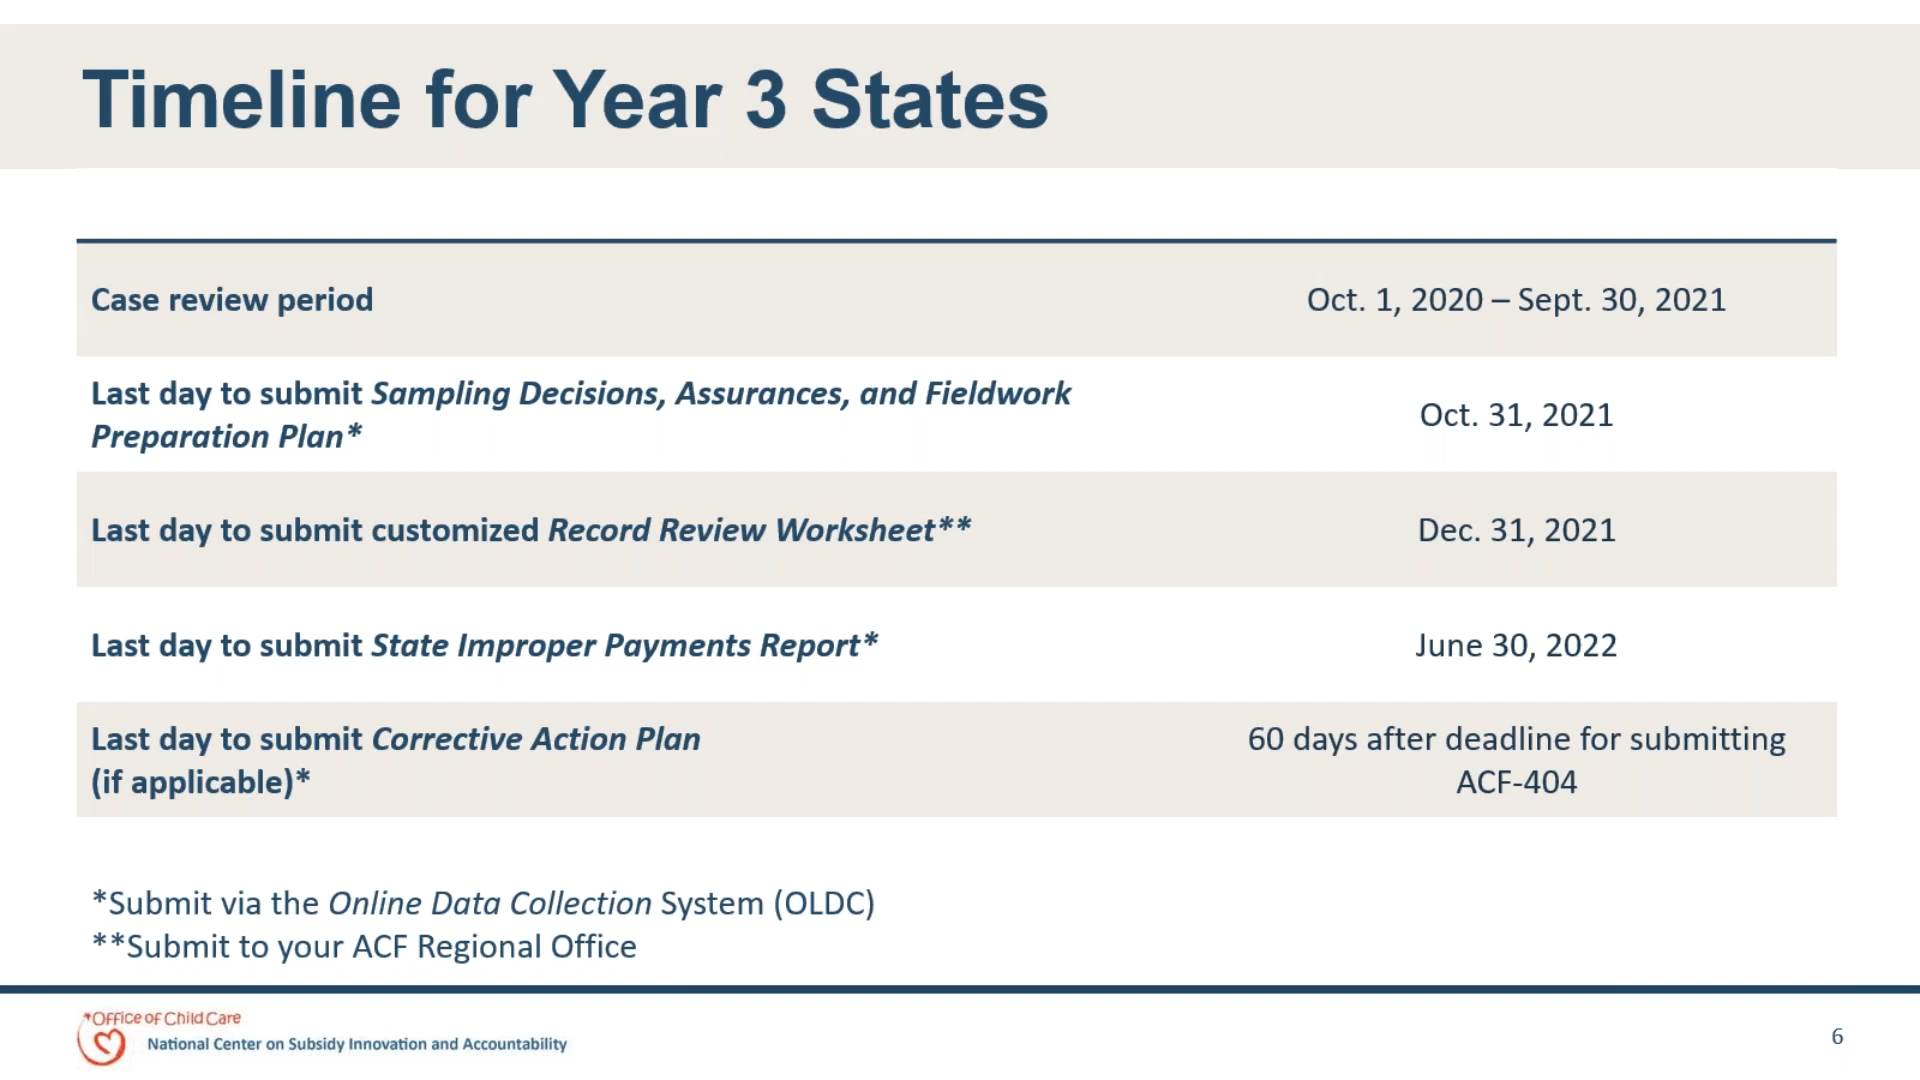 Timeline for Year 3 States
Case review period
Oct. 1, 2020 – Sept. 30, 2021
Last day to submit Sampling Decisions, Assurances, and Fieldwork
Preparation Plan*
Oct. 31, 2021
Last day to submit customized Record Review Worksheet**
Dec. 31, 2021
Last day to submit State Improper Payments Report*
June 30, 2022
Last day to submit Corrective Action Plan
(if applicable)*
60 days after deadline for submitting
ACF-404
*Submit via the Online Data Collection System (OLDC)
**Submit to your ACF Regional Office
Office of Child Care
National Center on Subsidy Innovation and Accountability
6